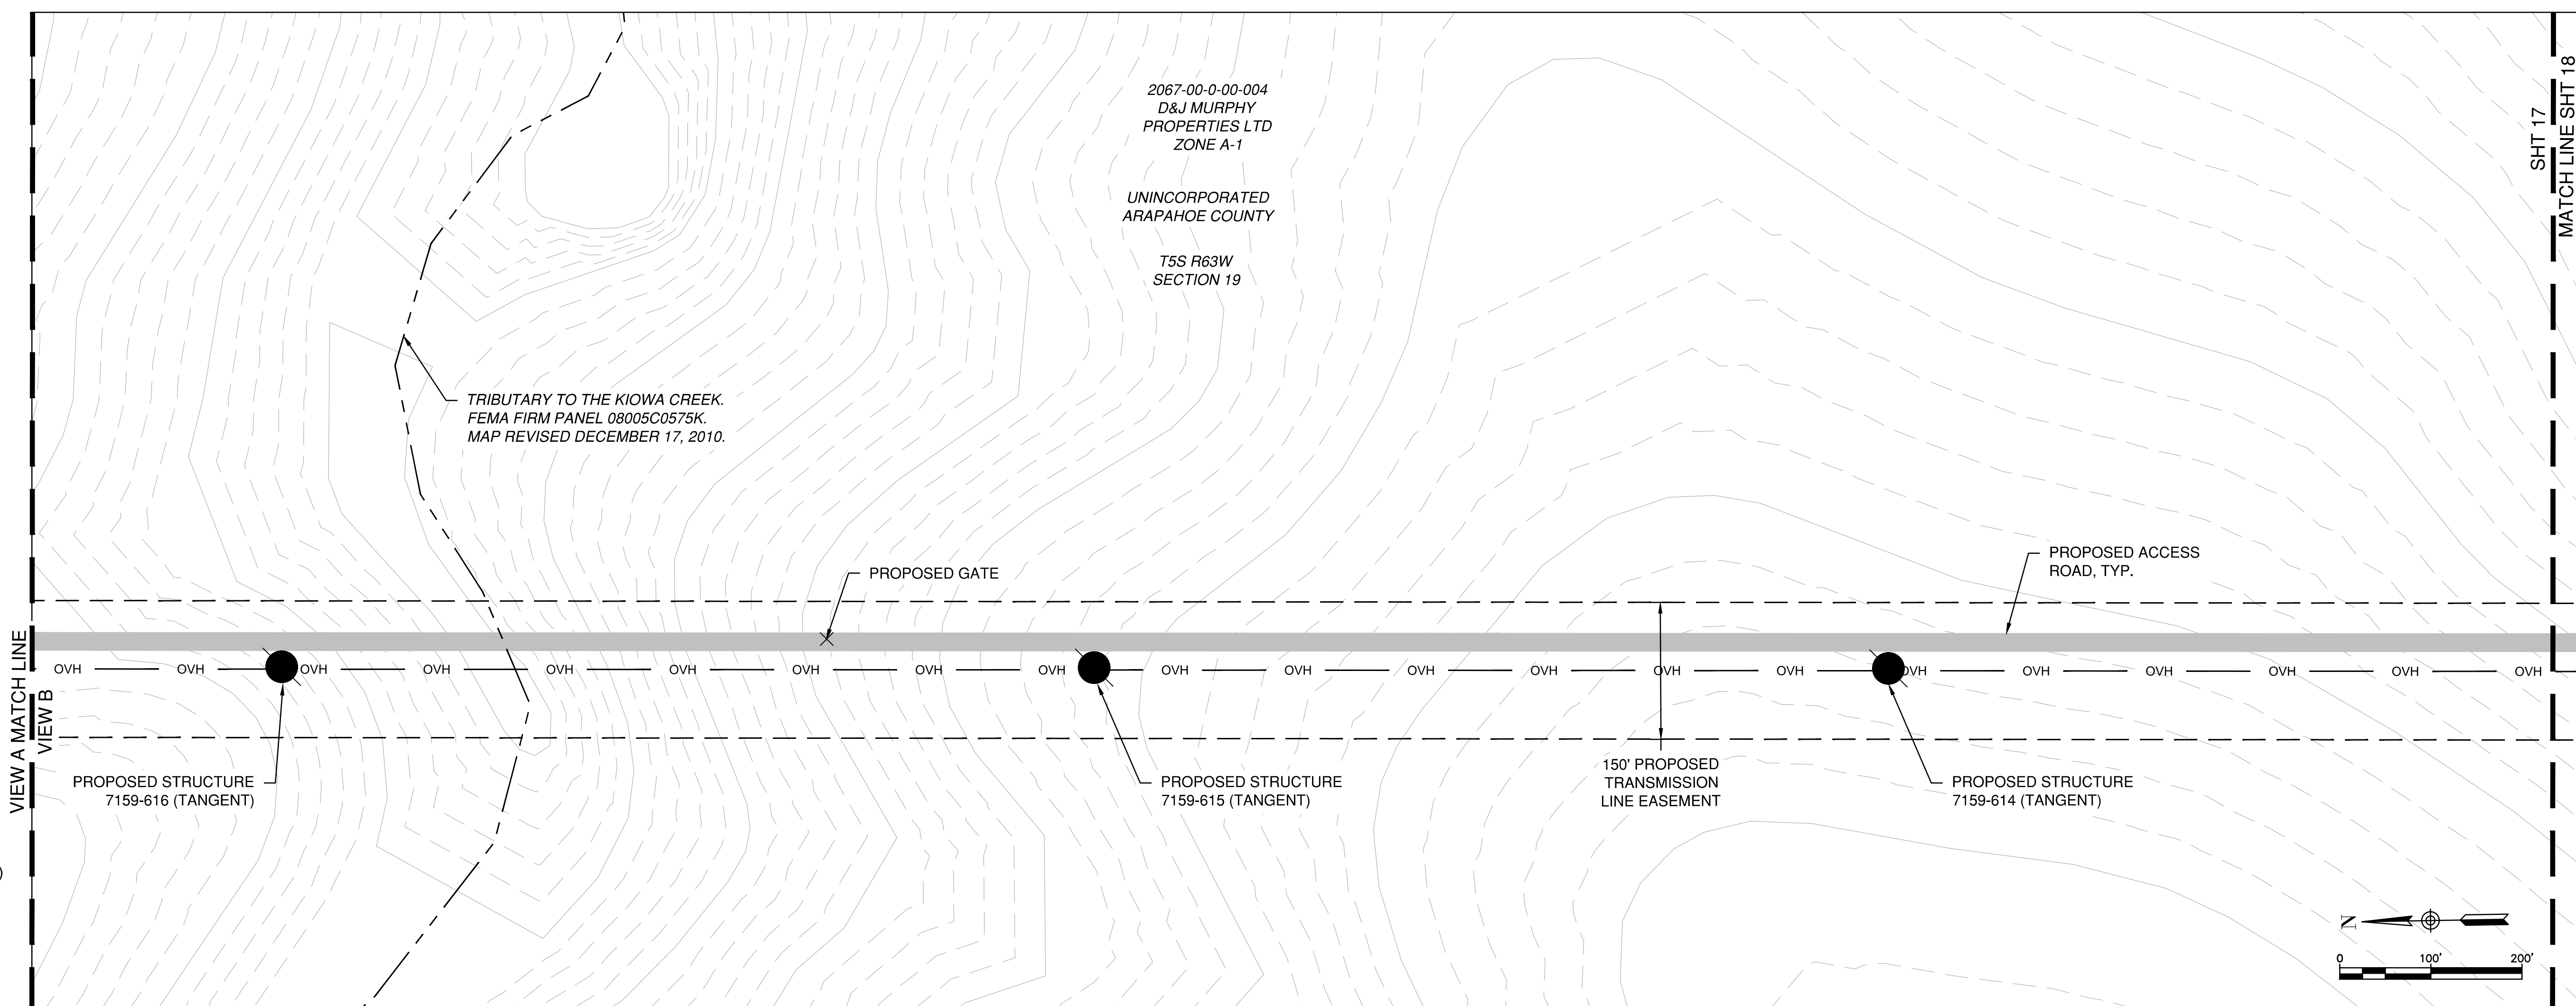 2067-00-0-00-004
D&J MURPHY
PROPERTIES LTD
ZONE A-1
UNINCORPORATED
ARAPAHOE COUNTY
T5S R63W
SECTION 19
SHT 17
MATCH LINE SHT 18
TRIBUTARY TO THE KIOWA CREEK.
FEMA FIRM PANEL 08005C0575K.
MAP REVISED DECEMBER 17, 2010.
PROPOSED GATE
PROPOSED ACCESS
ROAD, TYP.
VIEW A MATCH LINE
VIEW B
OVH OVH OVH OVH OVH OVH OVH OVH OVH OVH OVH OVH OVH OVH OVH OVH OVH OVH OVH OVH OVH
PROPOSED STRUCTURE
7159-616 (TANGENT)
PROPOSED STRUCTURE
7159-615 (TANGENT)
150' PROPOSED
TRANSMISSION
LINE EASEMENT
PROPOSED STRUCTURE
7159-614 (TANGENT)
N
0 100' 200'